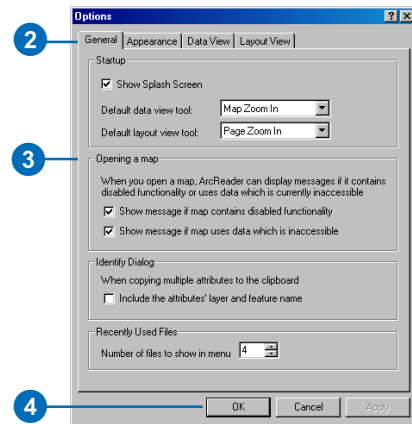 Options
2
General Appearance Data View Layout View
Startup
Show Splash Screen
Default data view tool: Map Zoom In
Default layout view tool: Page Zoom In
3
Opening a map
When you open a map, ArcReader can display messages if it contains
disabled functionality or uses data which is currently inaccessible
Show message if map contains disabled functionality
Show message if map uses data which is inaccessible
Identify Dialog
When copying multiple attributes to the clipboard
Include the attributes' layer and feature name
Recently Used Files
Number of files to show in menu 4
4
OK Cancel Apply